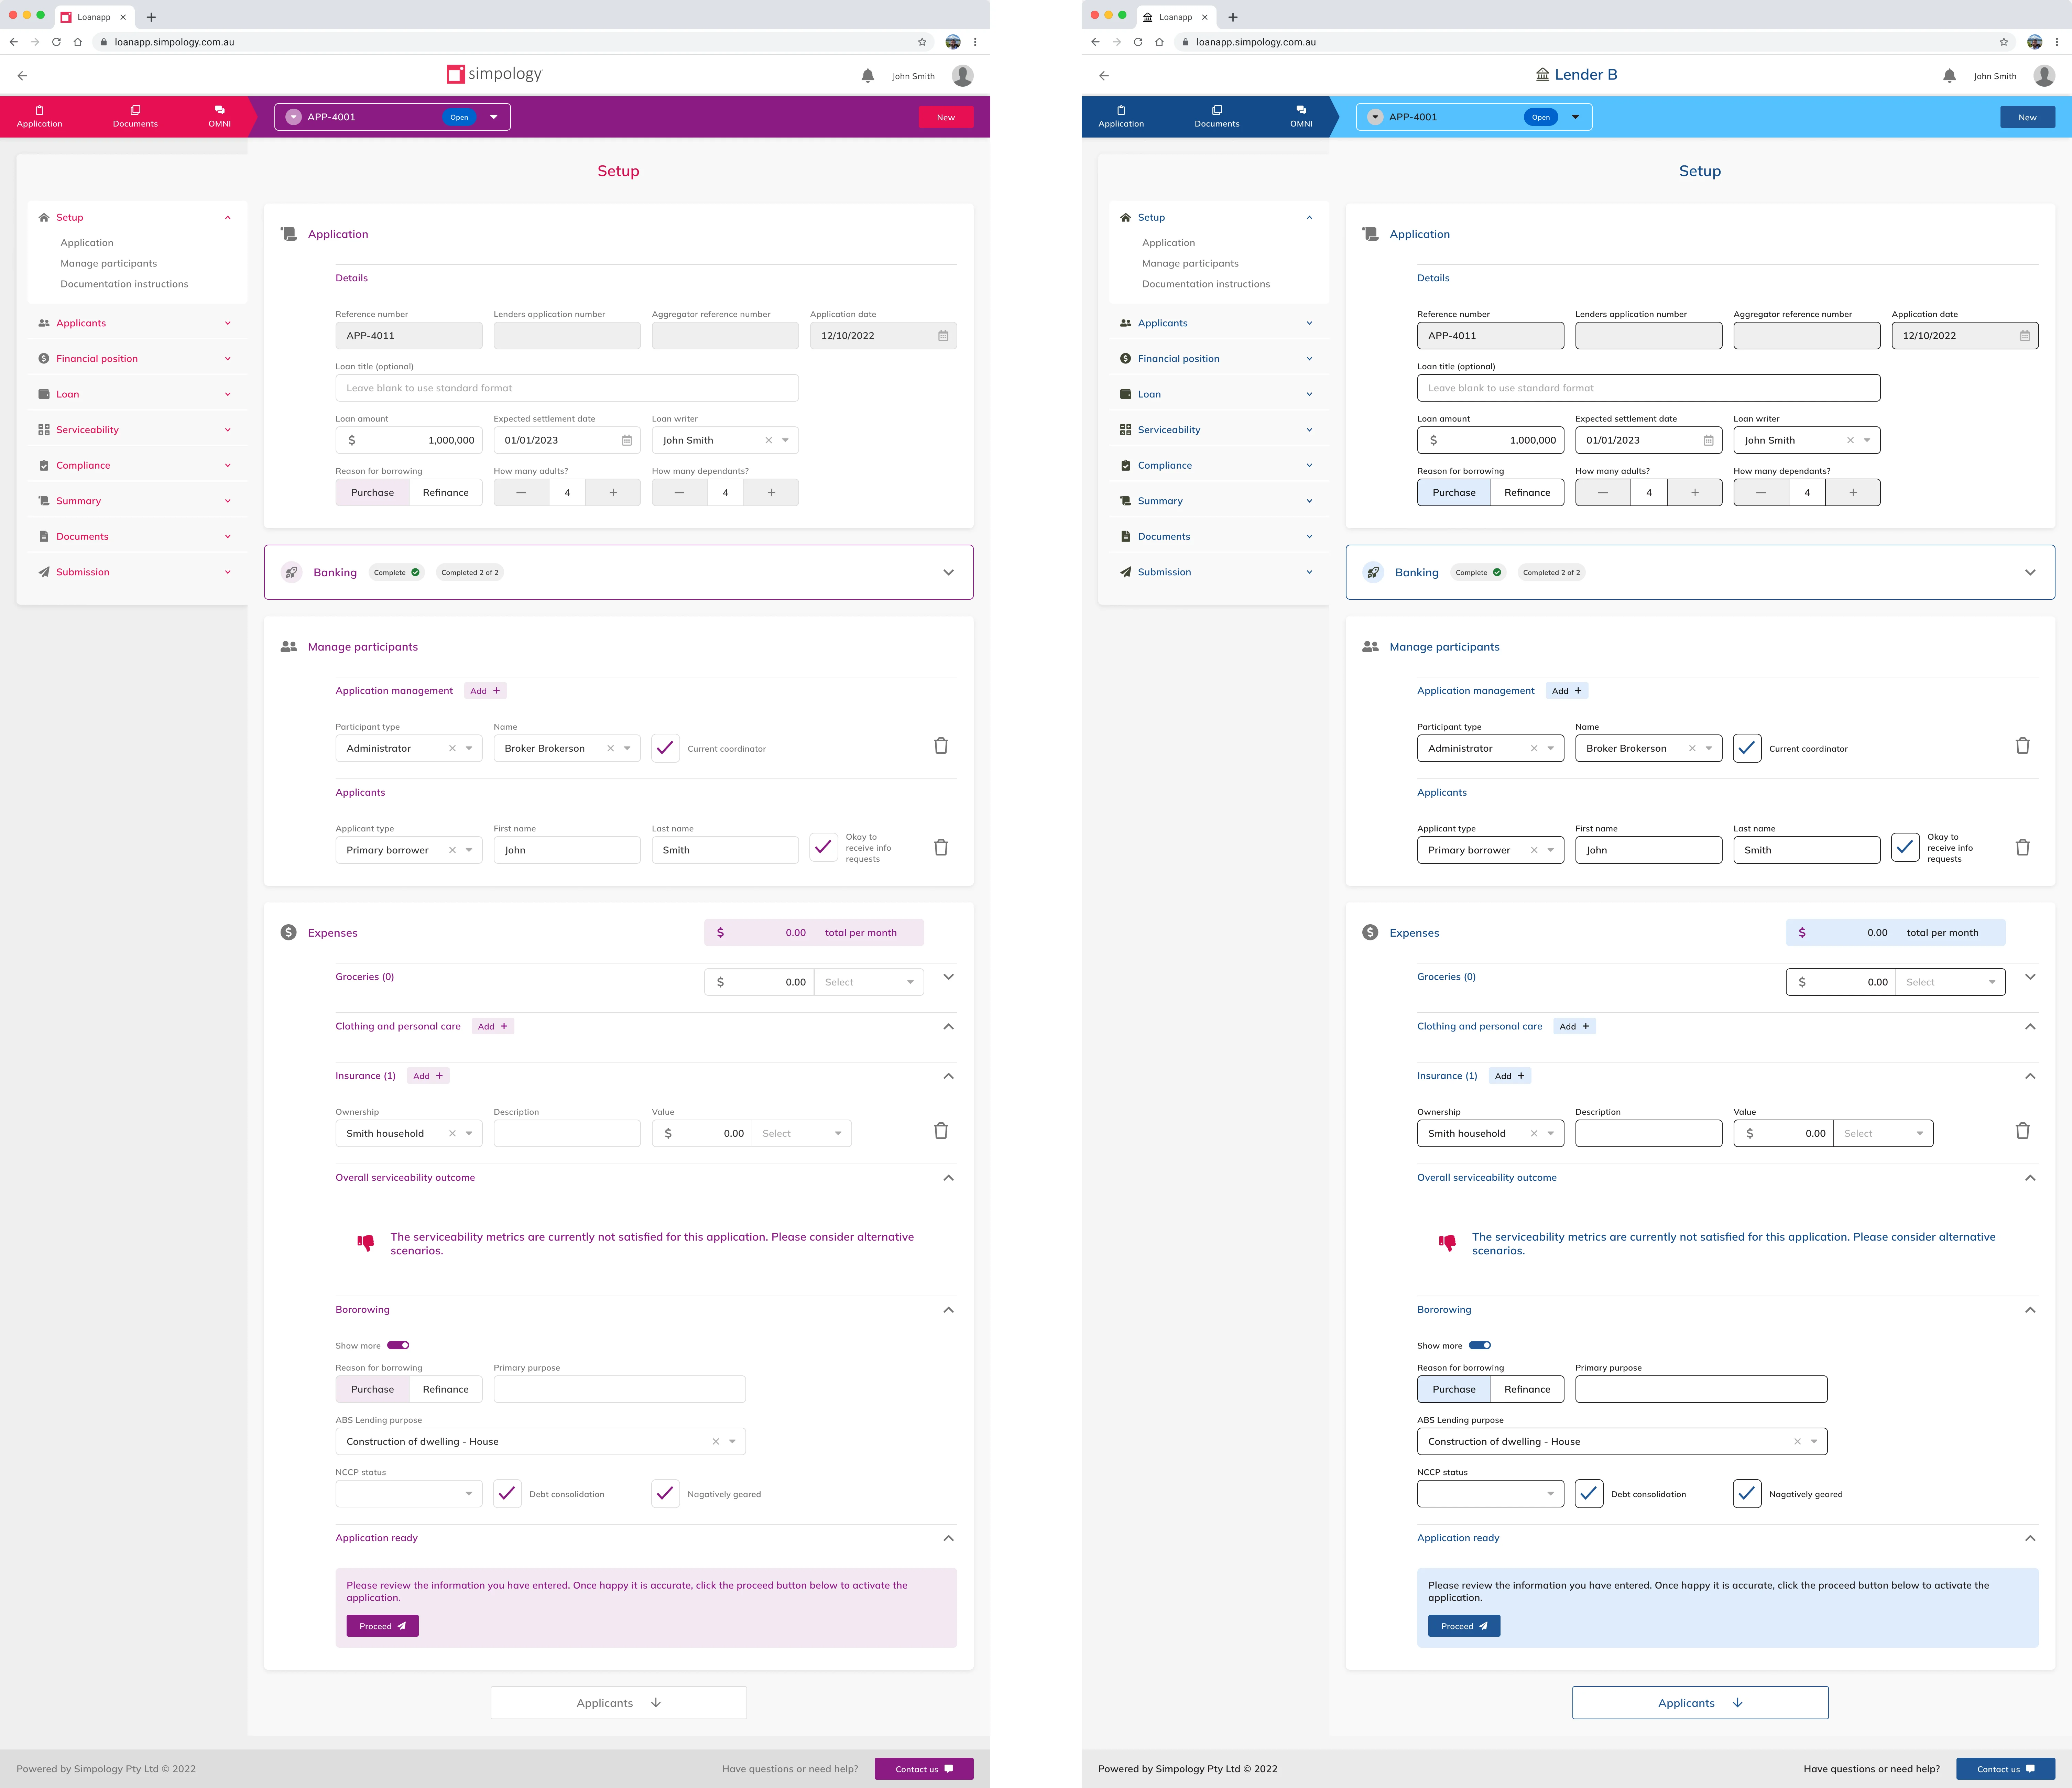 Loanapp
loanapp.simpology.com.au
simpology
John Smith
Application
Documents
OMNI
APP-4001
Open
New
Setup
Setup
Application
Manage participants
Documentation instructions
Applicants
Financial position
Loan
Serviceability
Compliance
Summary
Documents
Submission
Application
Details
Reference number
Lenders application number
Aggregator reference number
Application date
APP-4011
12/10/2022
Loan title (optional)
Leave blank to use standard format
Loan amount
Expected settlement date
Loan writer
$ 1,000,000
01/01/2023
John Smith
Reason for borrowing
How many adults?
How many dependants?
Purchase
Refinance
4
4
Banking
Complete
Completed 2 of 2
Manage participants
Application management
Add +
Participant type
Name
Administrator
Broker Brokerson
Current coordinator
Applicants
Applicant type
First name
Last name
Primary borrower
John
Smith
Okay to
receive info
requests
Expenses
$ 0.00 total per month
Groceries (0)
$ 0.00 Select
Clothing and personal care
Add +
Insurance (1)
Add +
Ownership
Description
Value
Smith household
$ 0.00 Select
Overall serviceability outcome
The serviceability metrics are currently not satisfied for this application. Please consider alternative
scenarios.
Bororowing
Show more
Reason for borrowing
Primary purpose
Purchase
Refinance
ABS Lending purpose
Construction of dwelling - House
NCCP status
Debt consolidation
Nagatively geared
Application ready
Please review the information you have entered. Once happy it is accurate, click the proceed button below to activate the
application.
Proceed
Applicants
Powered by Simpology Pty Ltd © 2022
Have questions or need help?
Contact us
Loanapp
loanapp.simpology.com.au
Lender B
John Smith
Application
Documents
OMNI
APP-4001
Open
New
Setup
Setup
Application
Manage participants
Documentation instructions
Applicants
Financial position
Loan
Serviceability
Compliance
Summary
Documents
Submission
Application
Details
Reference number
Lenders application number
Aggregator reference number
Application date
APP-4011
12/10/2022
Loan title (optional)
Leave blank to use standard format
Loan amount
Expected settlement date
Loan writer
$ 1,000,000
01/01/2023
John Smith
Reason for borrowing
How many adults?
How many dependants?
Purchase
Refinance
4
4
Banking
Complete
Completed 2 of 2
Manage participants
Application management
Add +
Participant type
Name
Administrator
Broker Brokerson
Current coordinator
Applicants
Applicant type
First name
Last name
Primary borrower
John
Smith
Okay to
receive info
requests
Expenses
$ 0.00 total per month
Groceries (0)
$ 0.00 Select
Clothing and personal care
Add +
Insurance (1)
Add +
Ownership
Description
Value
Smith household
$ 0.00 Select
Overall serviceability outcome
The serviceability metrics are currently not satisfied for this application. Please consider alternative
scenarios.
Bororowing
Show more
Reason for borrowing
Primary purpose
Purchase
Refinance
ABS Lending purpose
Construction of dwelling - House
NCCP status
Debt consolidation
Nagatively geared
Application ready
Please review the information you have entered. Once happy it is accurate, click the proceed button below to activate the
application.
Proceed
Applicants
Powered by Simpology Pty Ltd © 2022
Have questions or need help?
Contact us